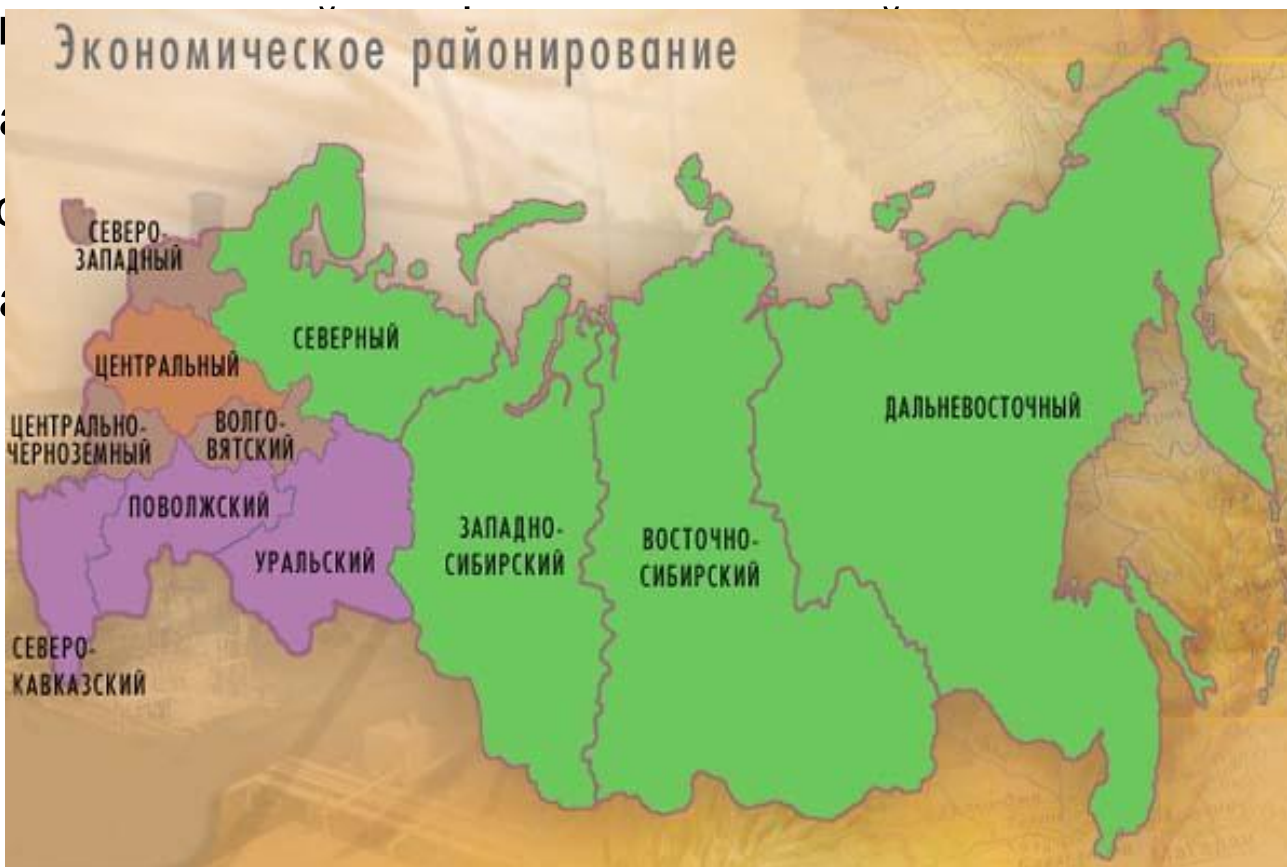 Экономическое районирование
СЕВЕРО-
ЗАПАДНЫЙ
СЕВЕРНЫЙ
ЦЕНТРАЛЬНЫЙ
ДАЛЬНЕВОСТОЧНЫЙ
ЦЕНТРАЛЬНО-
ЧЕРНОЗЕМНЫЙ
ВОЛГО-
ВЯТСКИЙ
ПОВОЛЖСКИЙ
УРАЛЬСКИЙ
ЗАПАДНО-
СИБИРСКИЙ
ВОСТОЧНО-
СИБИРСКИЙ
СЕВЕРО-
КАВКАЗСКИЙ